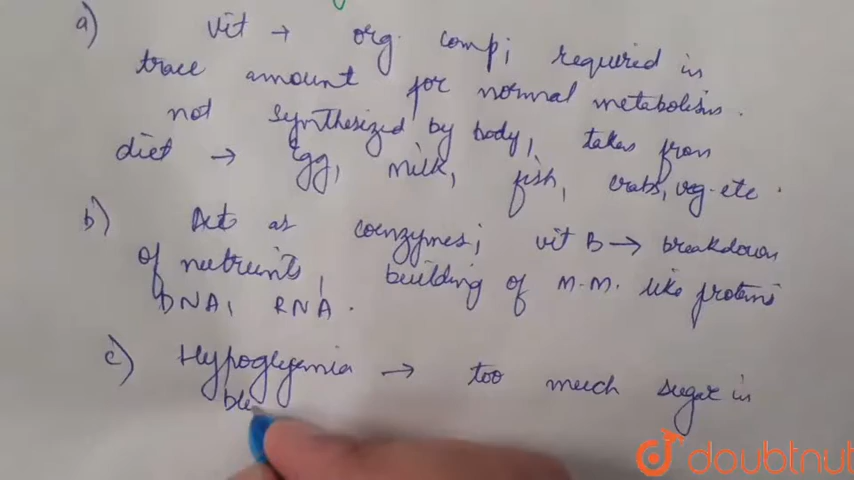 a) vit → org. comp; required in
trace amount for normal metabolism.
not synthesized by body, taken from
diet → Egg, milk, fish, crabs, veg. etc.
b) Act as coenzymes; vit B → breakdown
of nutrients, building of M.M. like proteins
DNA, RNA.
c) Hypoglycemia → too much sugar in
doubtnut